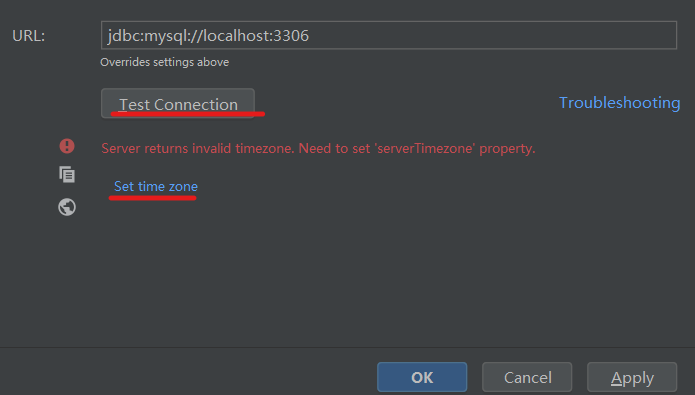 URL: jdbc:mysql://localhost:3306
Overrides settings above
Test Connection Troubleshooting
Server returns invalid timezone. Need to set 'serverTimezone' property.
Set time zone
OK Cancel Apply